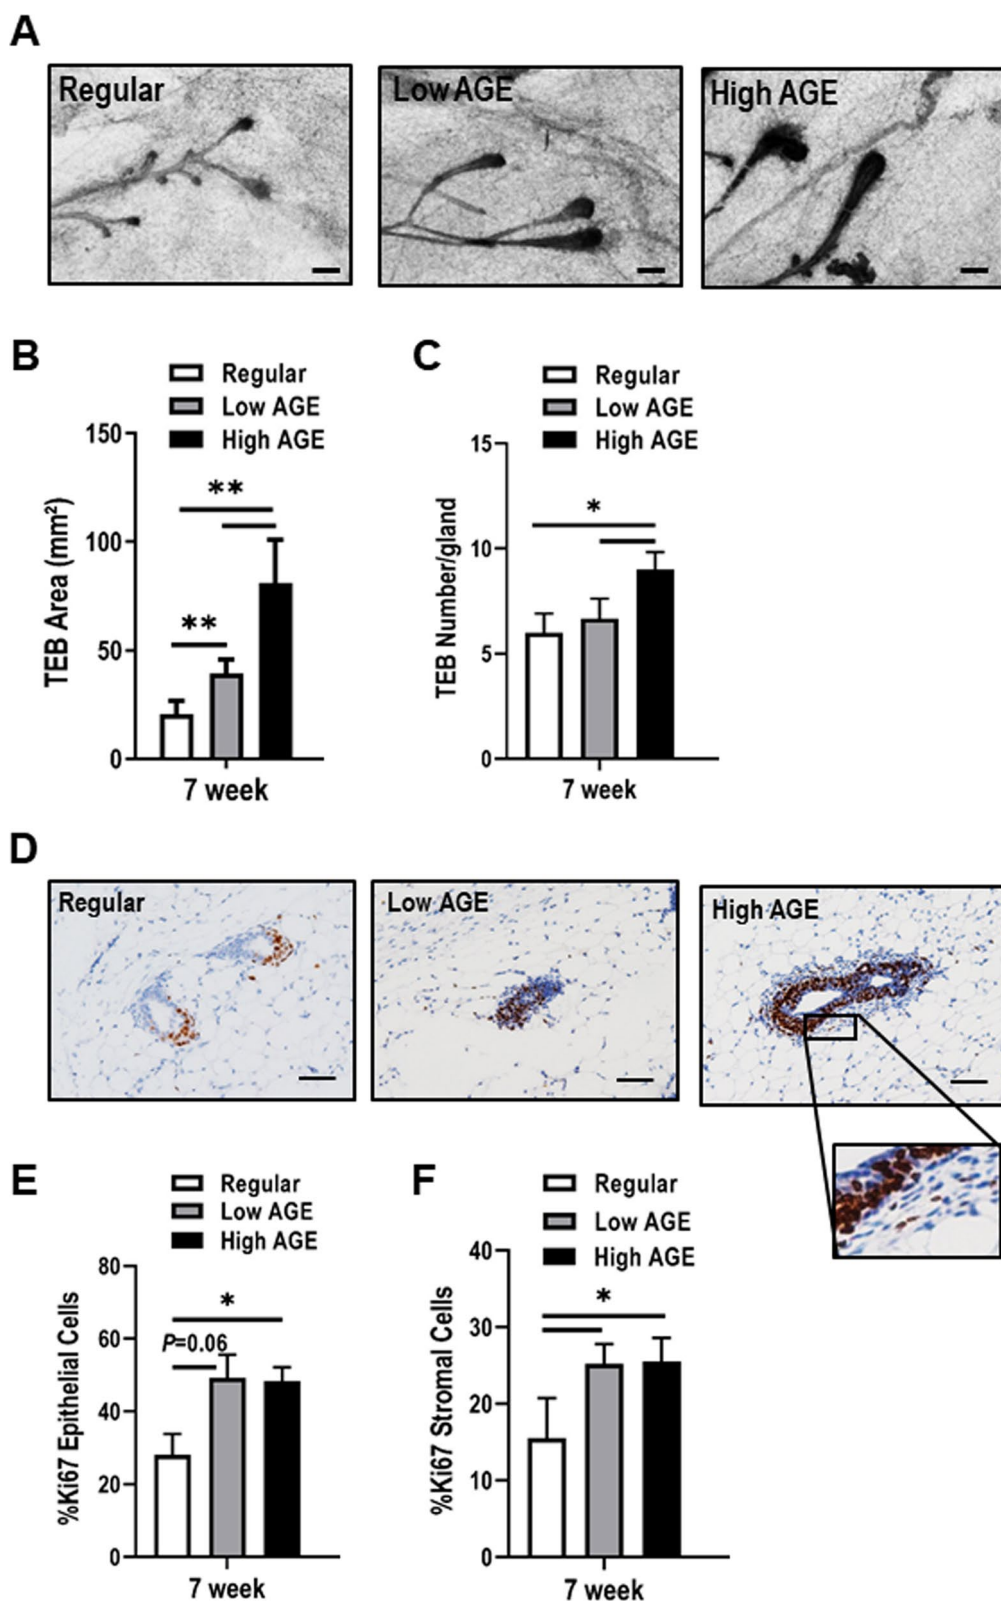 A
Regular
Low AGE
High AGE
B
Regular
Low AGE
High AGE
**
**
150
100
50
0
TEB Area (mm²)
7 week
C
Regular
Low AGE
High AGE
*
15
10
5
0
TEB Number/gland
7 week
D
Regular
Low AGE
High AGE
E
Regular
Low AGE
High AGE
*
P=0.06
80
60
40
20
0
%Ki67 Epithelial Cells
7 week
F
Regular
Low AGE
High AGE
*
40
30
20
10
0
%Ki67 Stromal Cells
7 week